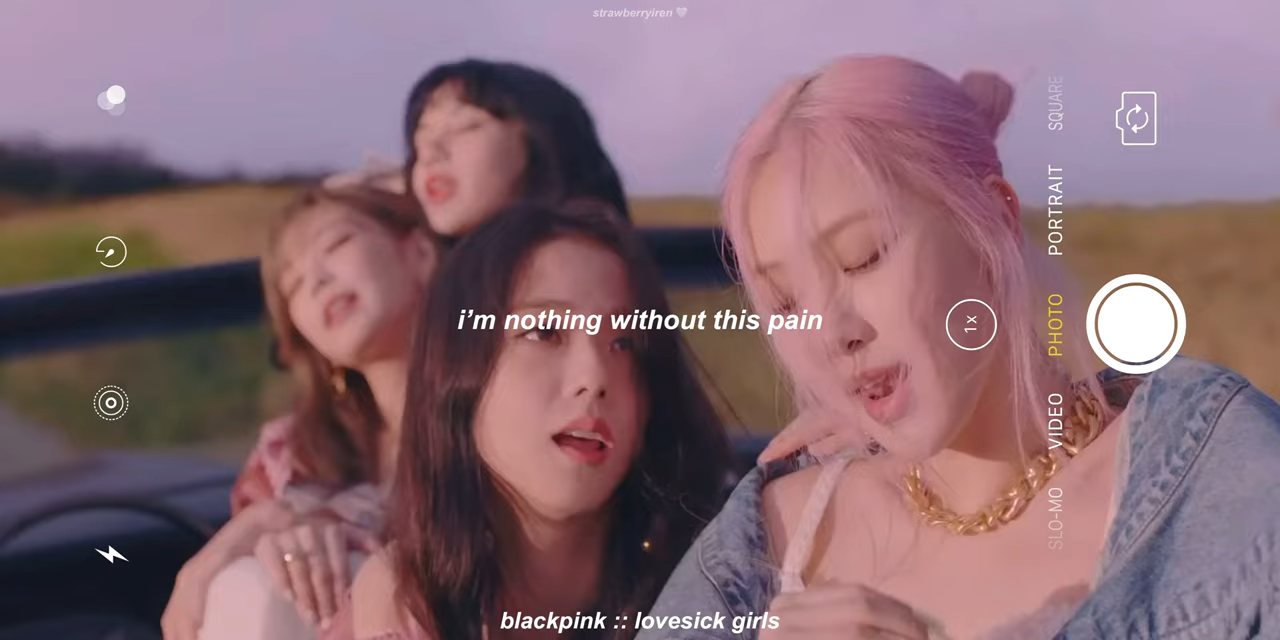 strawberryiren 🤍
SQUARE
PORTRAIT
i’m nothing without this pain
1x
PHOTO
VIDEO
SLO-MO
blackpink :: lovesick girls